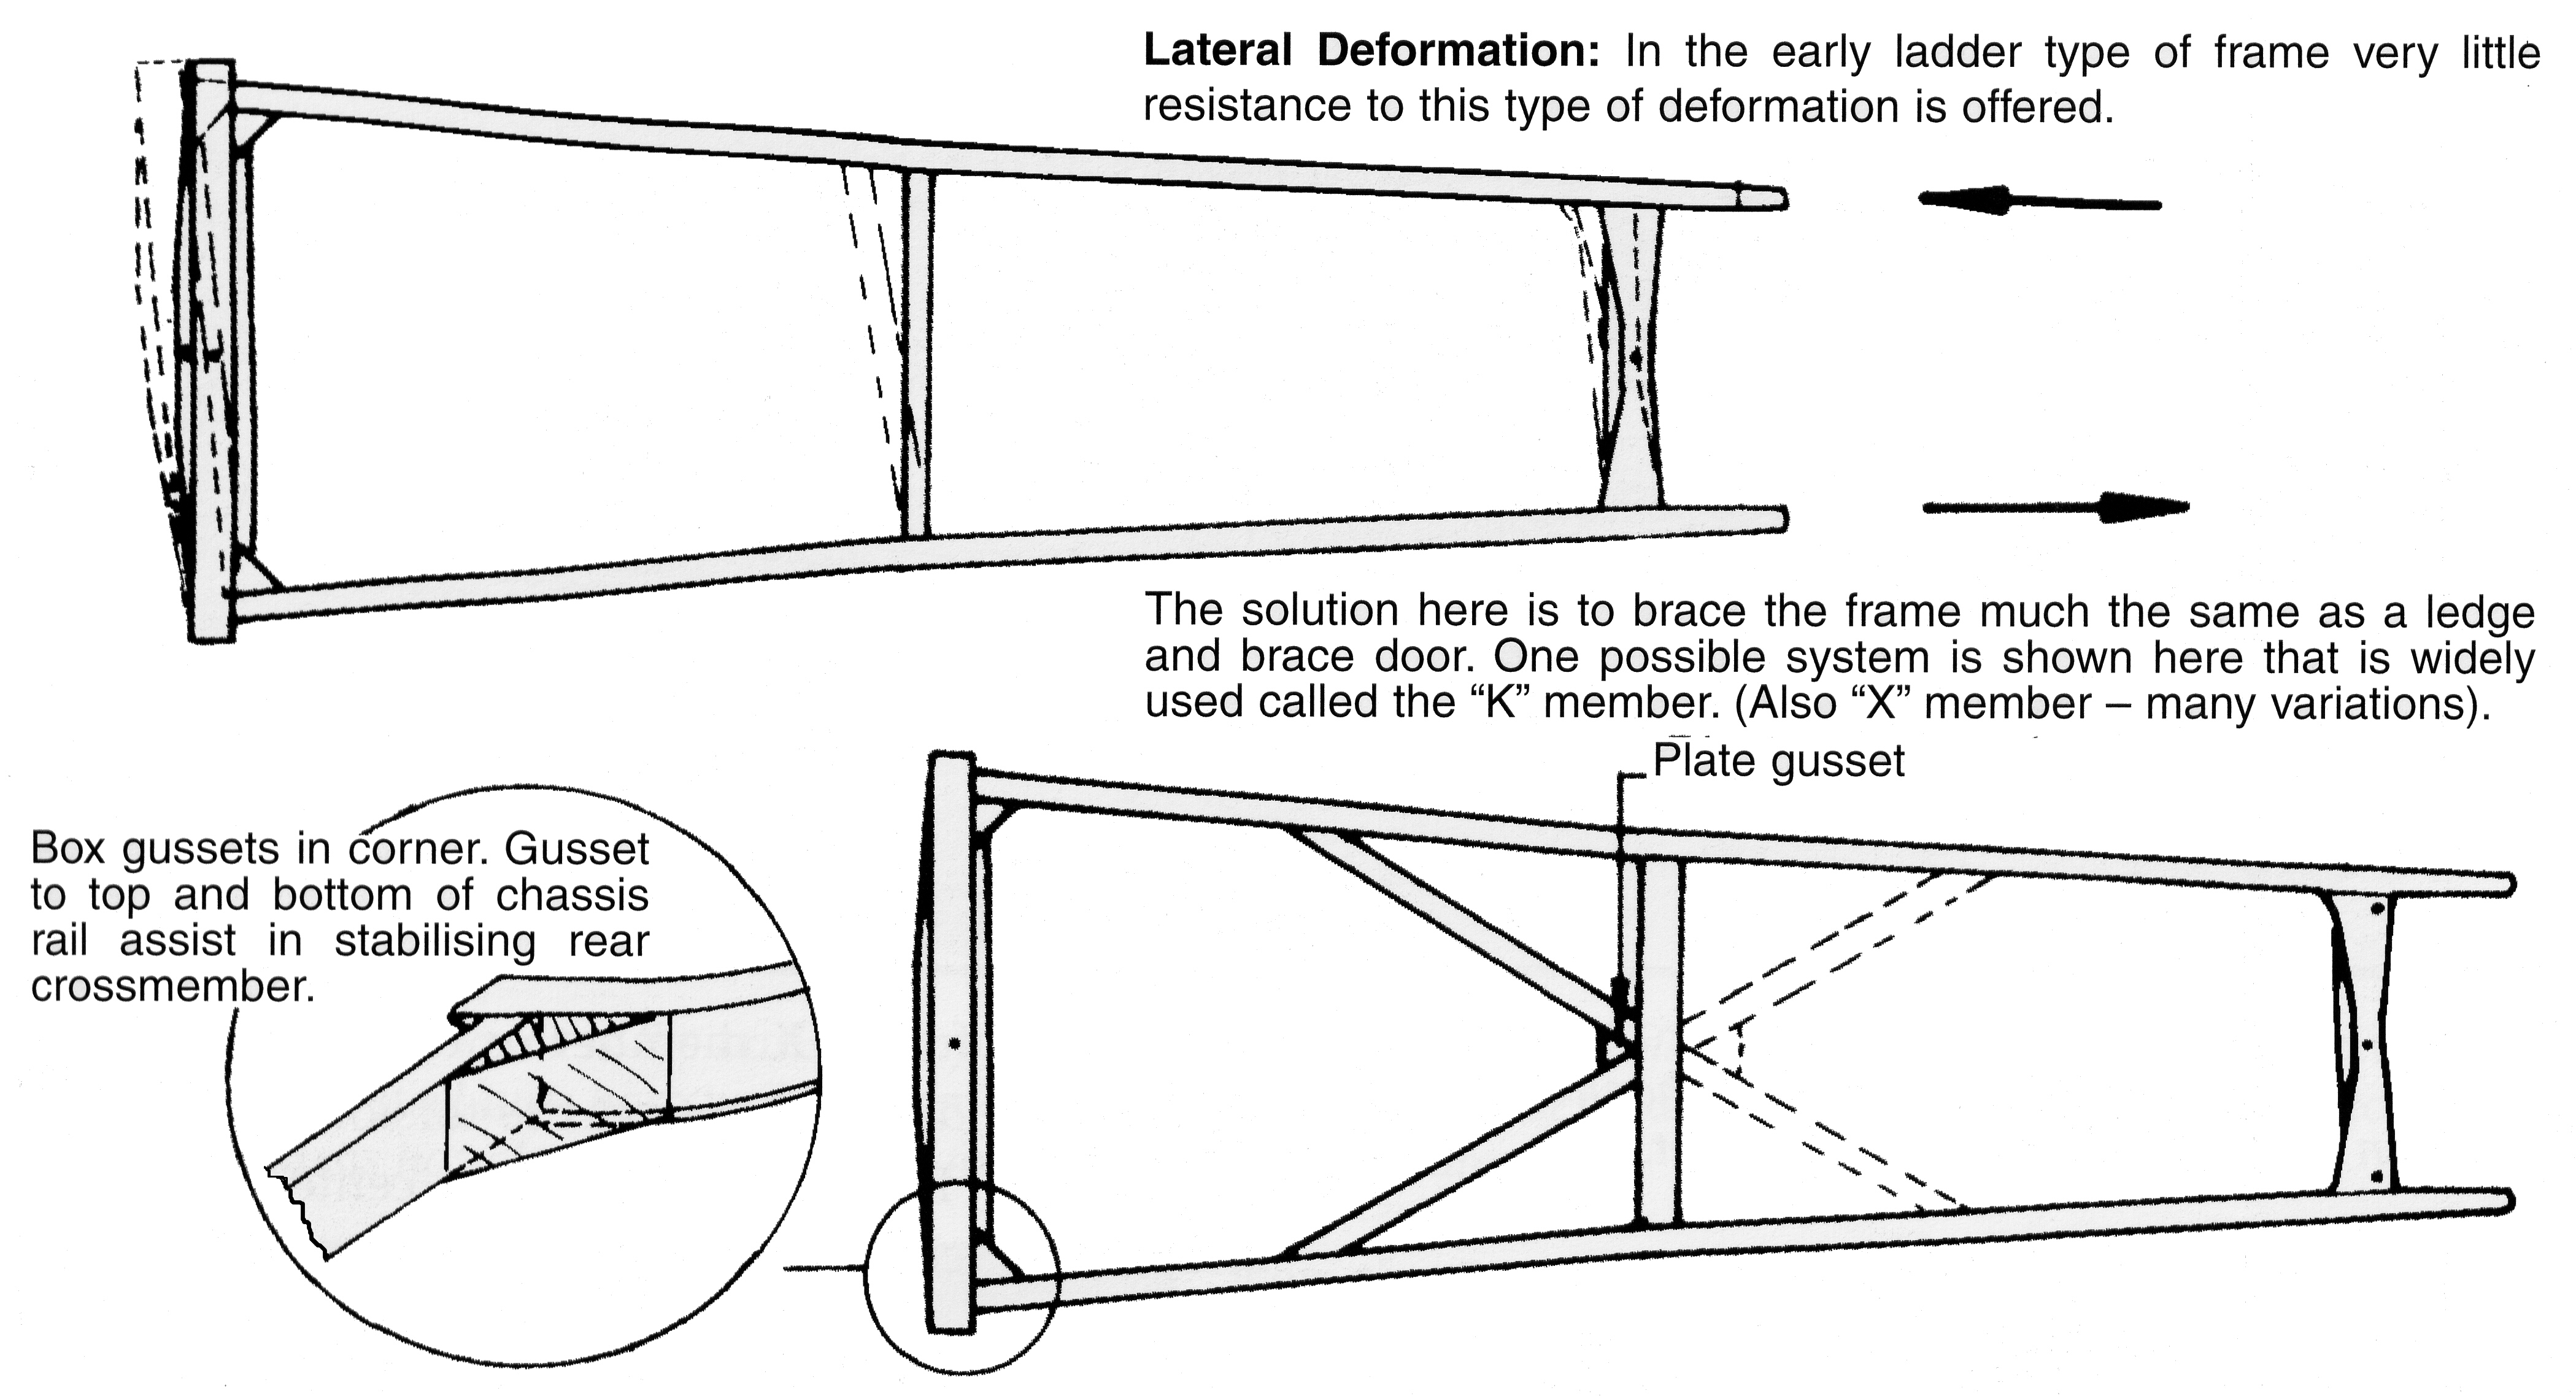 Lateral Deformation: In the early ladder type of frame very little
resistance to this type of deformation is offered.
The solution here is to brace the frame much the same as a ledge
and brace door. One possible system is shown here that is widely
used called the “K” member. (Also “X” member – many variations).
Plate gusset
Box gussets in corner. Gusset
to top and bottom of chassis
rail assist in stabilising rear
crossmember.